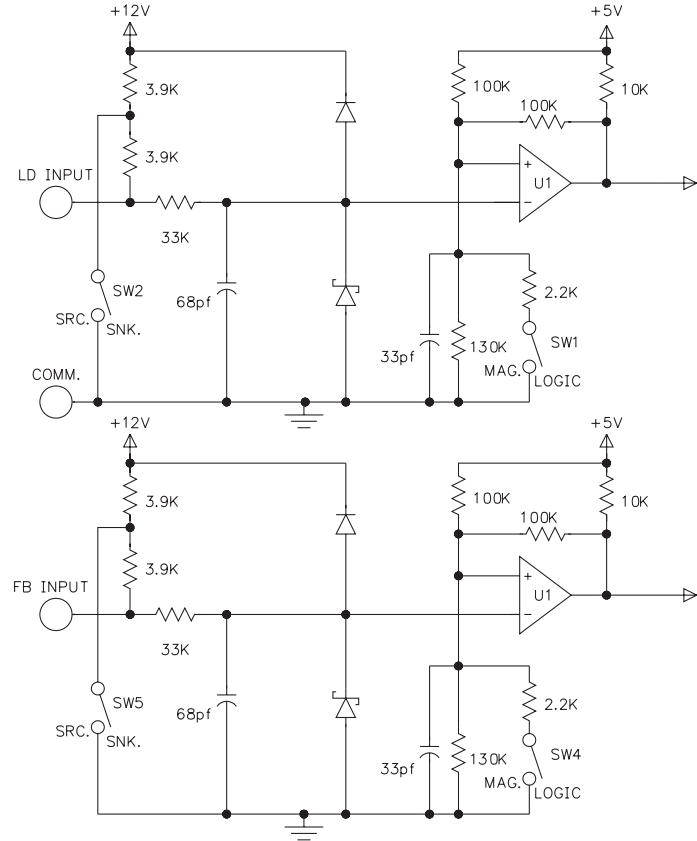 +12V
+5V
3.9K
100K
10K
100K
3.9K
LD INPUT
+
U1
−
33K
SW2
68pf
2.2K
SRC.
SNK.
SW1
33pf
130K
COMM.
MAG.
LOGIC
+12V
+5V
3.9K
100K
10K
100K
3.9K
FB INPUT
+
U1
−
33K
SW5
68pf
2.2K
SRC.
SNK.
SW4
33pf
130K
MAG.
LOGIC